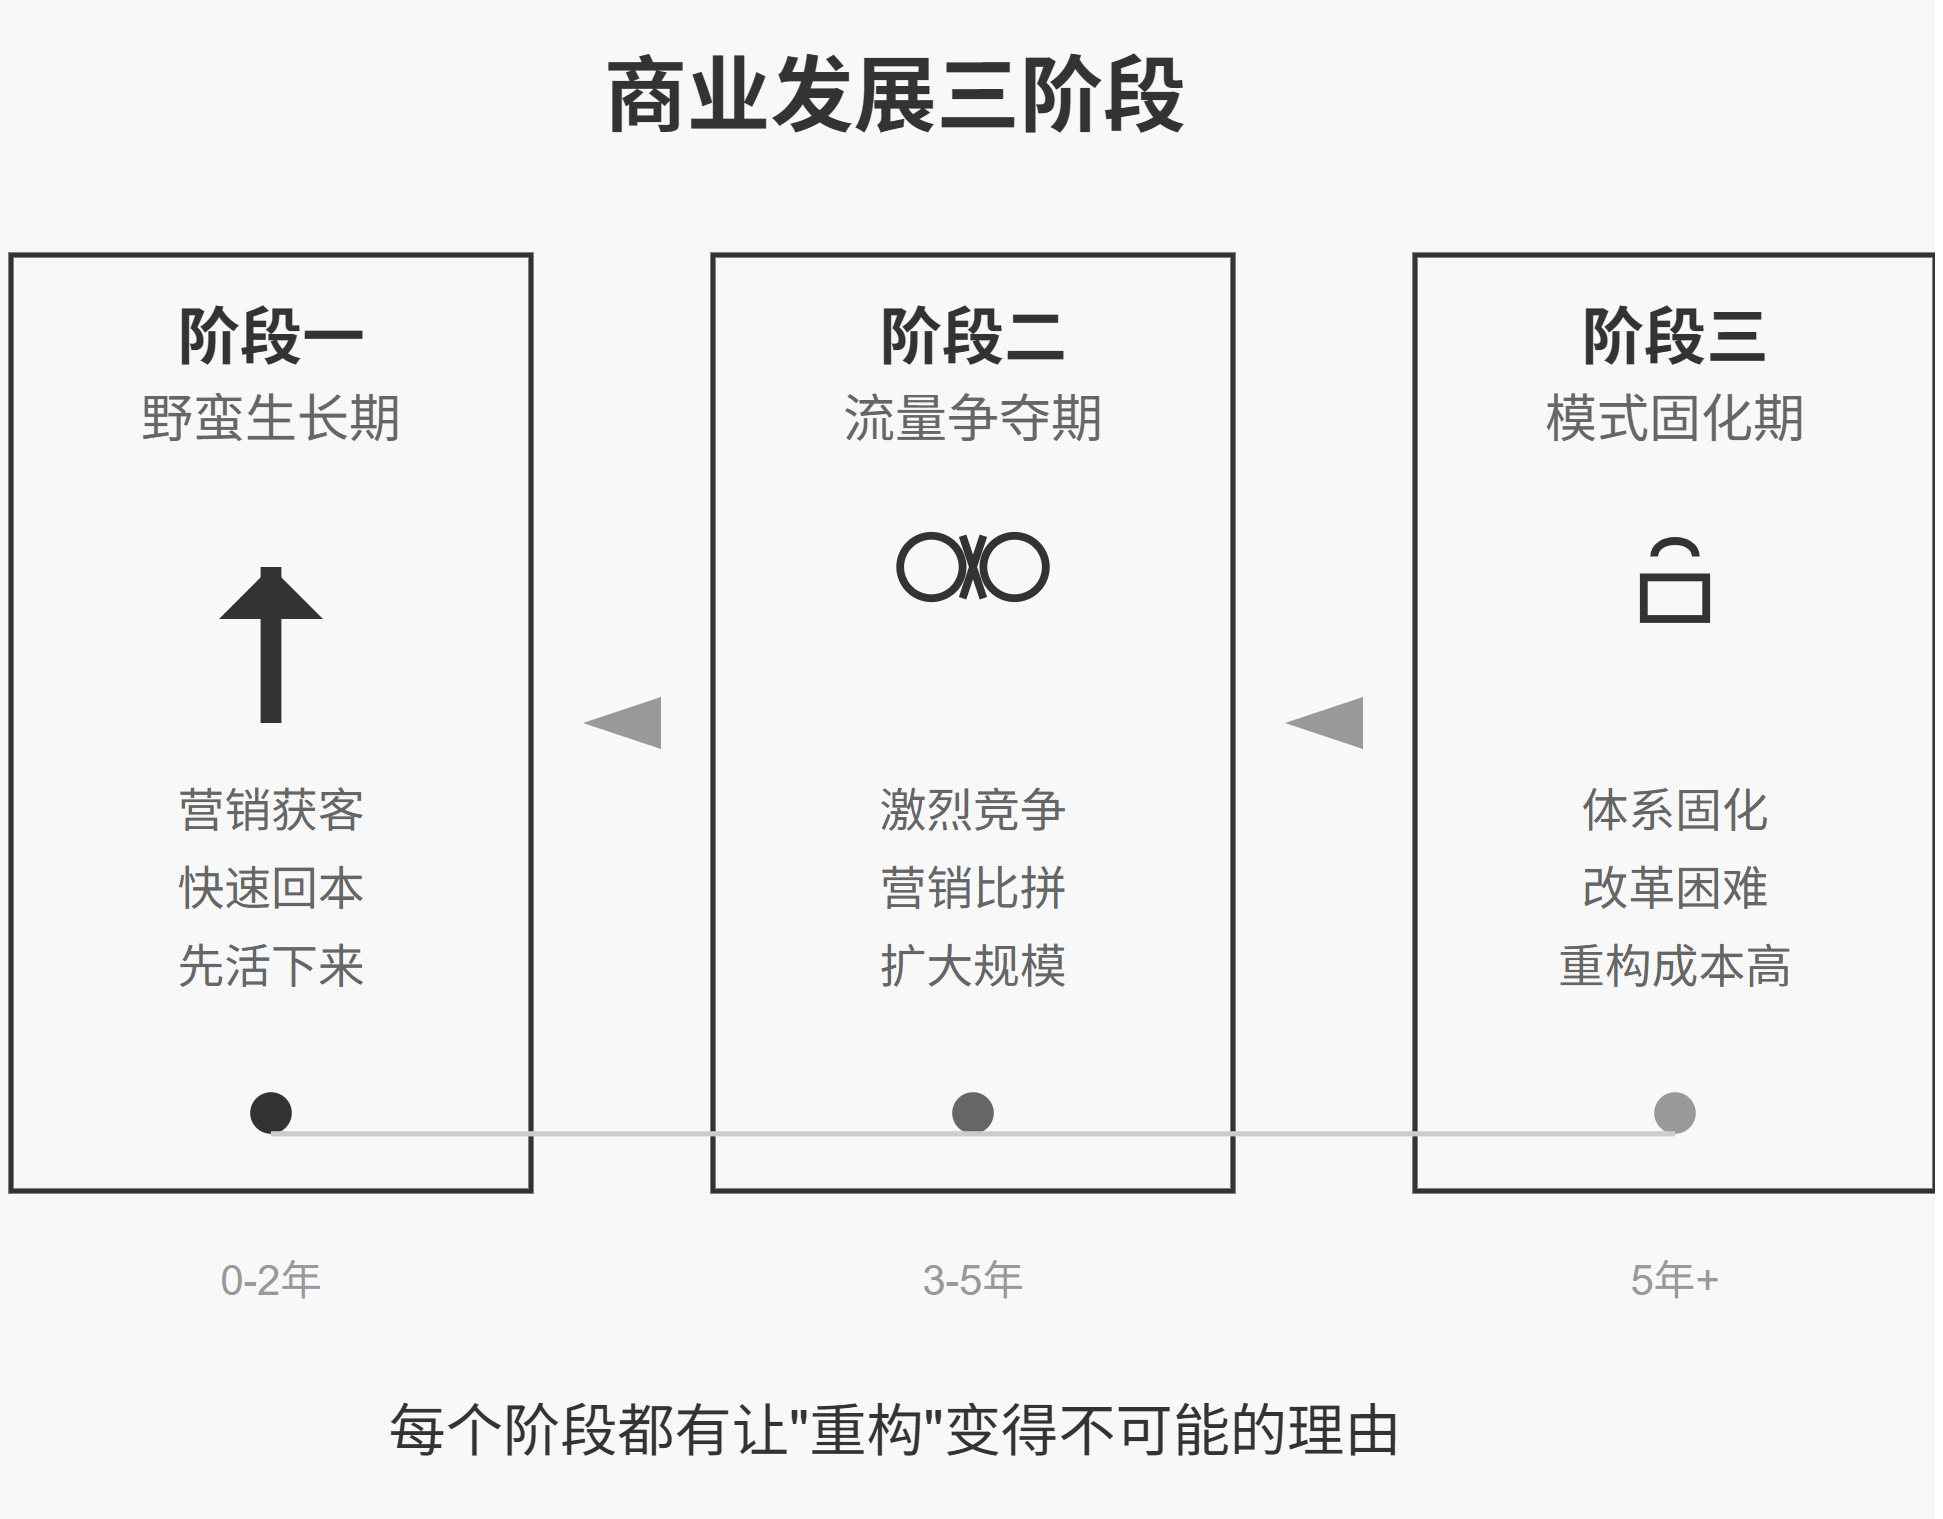 商业发展三阶段
阶段一
野蛮生长期
营销获客
快速回本
先活下来
0-2年
阶段二
流量争夺期
激烈竞争
营销比拼
扩大规模
3-5年
阶段三
模式固化期
体系固化
改革困难
重构成本高
5年+
每个阶段都有让"重构"变得不可能的理由